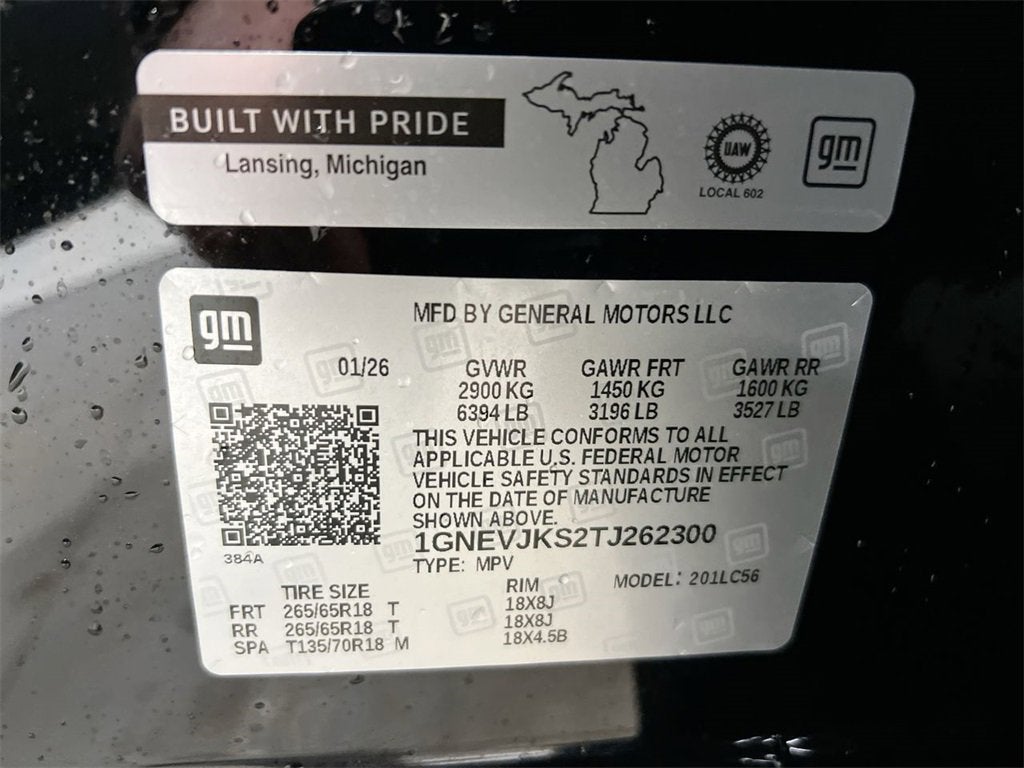 BUILT WITH PRIDE
Lansing, Michigan
UAW
LOCAL 602
gm
gm
MFD BY GENERAL MOTORS LLC
01/26
GVWR GAWR FRT GAWR RR
2900 KG 1450 KG 1600 KG
6394 LB 3196 LB 3527 LB
THIS VEHICLE CONFORMS TO ALL
APPLICABLE U.S. FEDERAL MOTOR
VEHICLE SAFETY STANDARDS IN EFFECT
ON THE DATE OF MANUFACTURE
SHOWN ABOVE.
1GNEVJKS2TJ262300
384A
TYPE: MPV MODEL: 201LC56
TIRE SIZE RIM
FRT 265/65R18 T 18X8J
RR 265/65R18 T 18X8J
SPA T135/70R18 M 18X4.5B